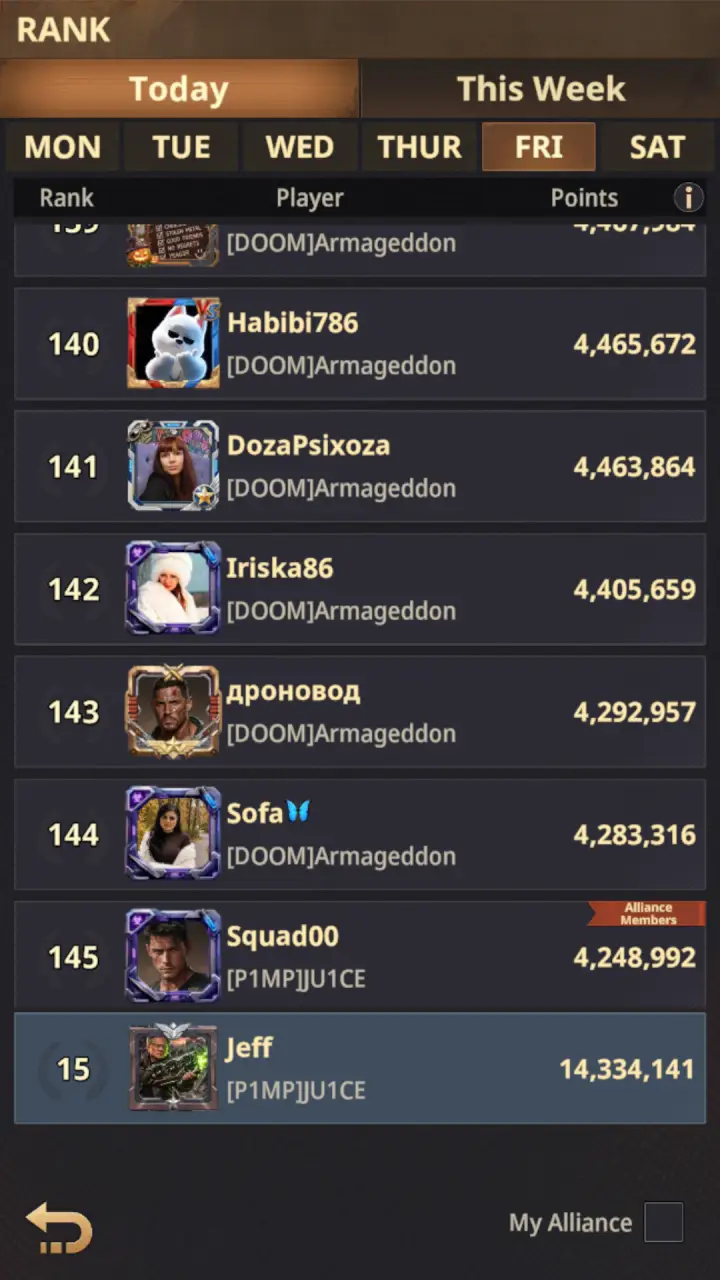 RANK
Today
This Week
MON TUE WED THUR FRI SAT
Rank Player Points
[DOOM]Armageddon
140 Habibi786 4,465,672
[DOOM]Armageddon
141 DozaPsixoza 4,463,864
[DOOM]Armageddon
142 Iriska86 4,405,659
[DOOM]Armageddon
143 дроновод 4,292,957
[DOOM]Armageddon
144 Sofa🦋 4,283,316
[DOOM]Armageddon
Alliance
Members
145 Squad00 4,248,992
[P1MP]JU1CE
15 Jeff 14,334,141
[P1MP]JU1CE
My Alliance